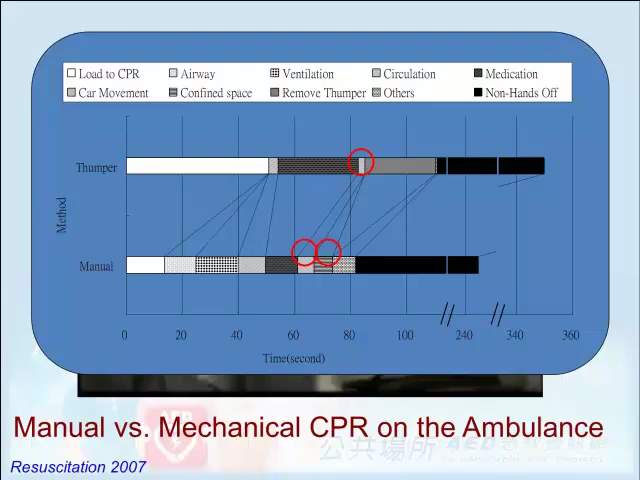 Load to CPR Airway Ventilation Circulation Medication
Car Movement Confined space Remove Thumper Others Non-Hands Off
Thumper
Method
Manual
0 20 40 60 80 100 240 340 360
Time(second)
Manual vs. Mechanical CPR on the Ambulance
公共場所 AED
Resuscitation 2007